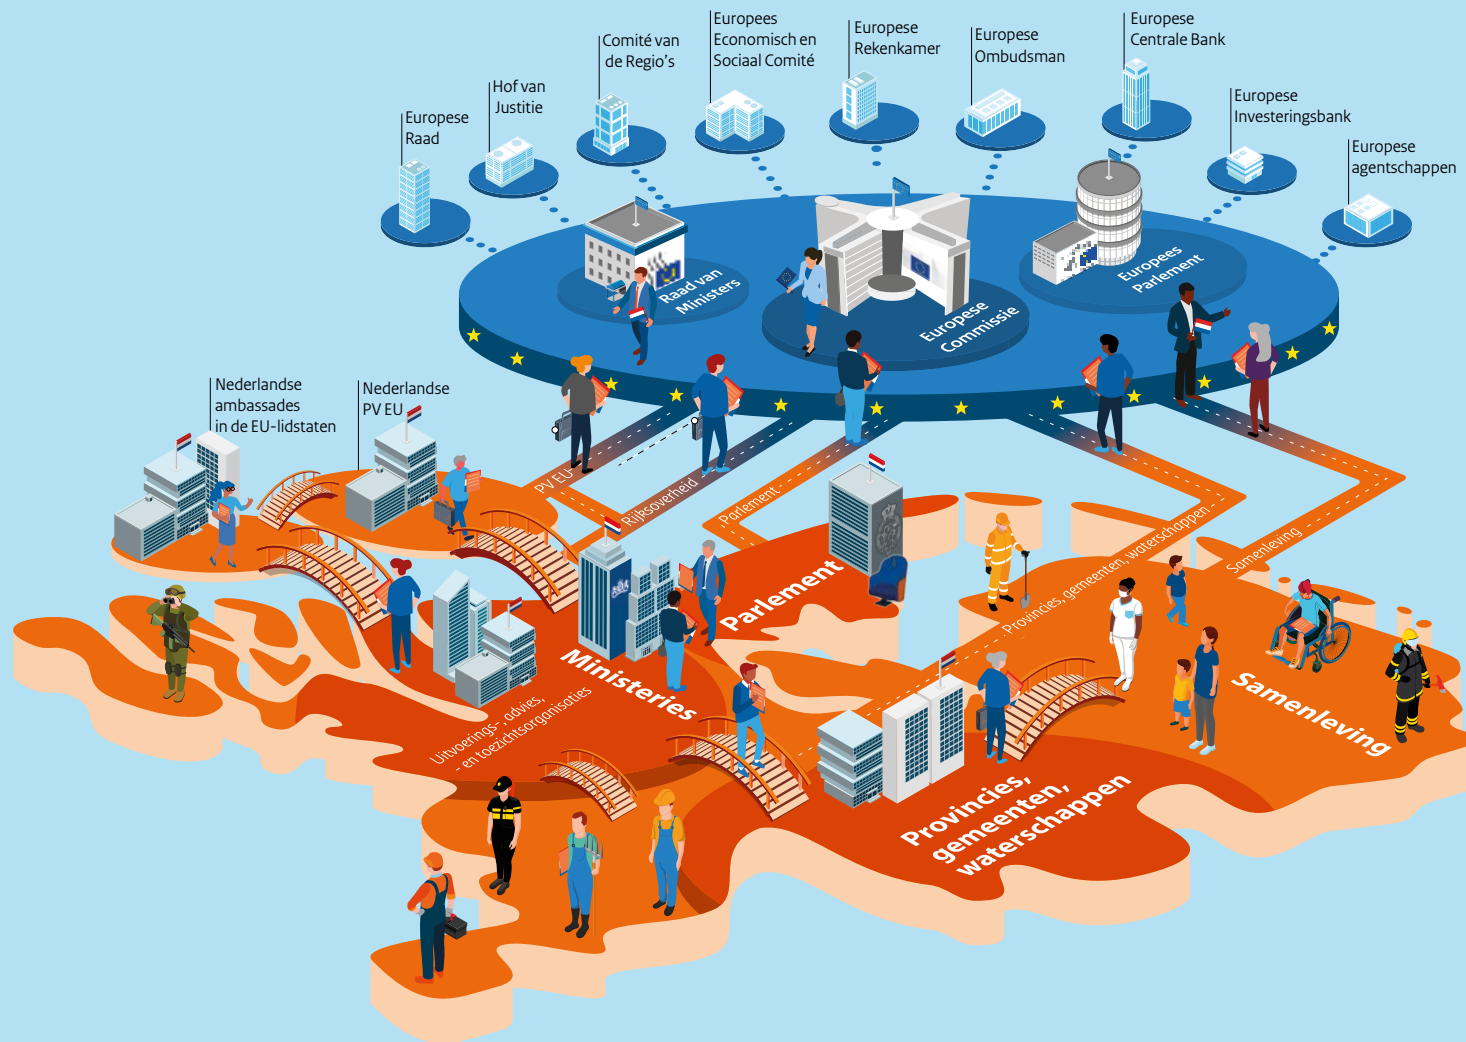 Europese
Raad
Hof van
Justitie
Comité van
de Regio's
Europees
Economisch en
Sociaal Comité
Europese
Rekenkamer
Europese
Ombudsman
Europese
Centrale Bank
Europese
Investeringsbank
Europese
agentschappen
Raad van
Ministers
Europese
Commissie
Europees
Parlement
Nederlandse
ambassades
in de EU-lidstaten
Nederlandse
PV EU
PV EU
Rijksoverheid
Parlement
Provincies, gemeenten, waterschappen
Samenleving
Parlement
Ministeries
Uitvoerings-, advies,
- en toezichtsorganisaties
Samenleving
Provincies,
gemeenten,
waterschappen